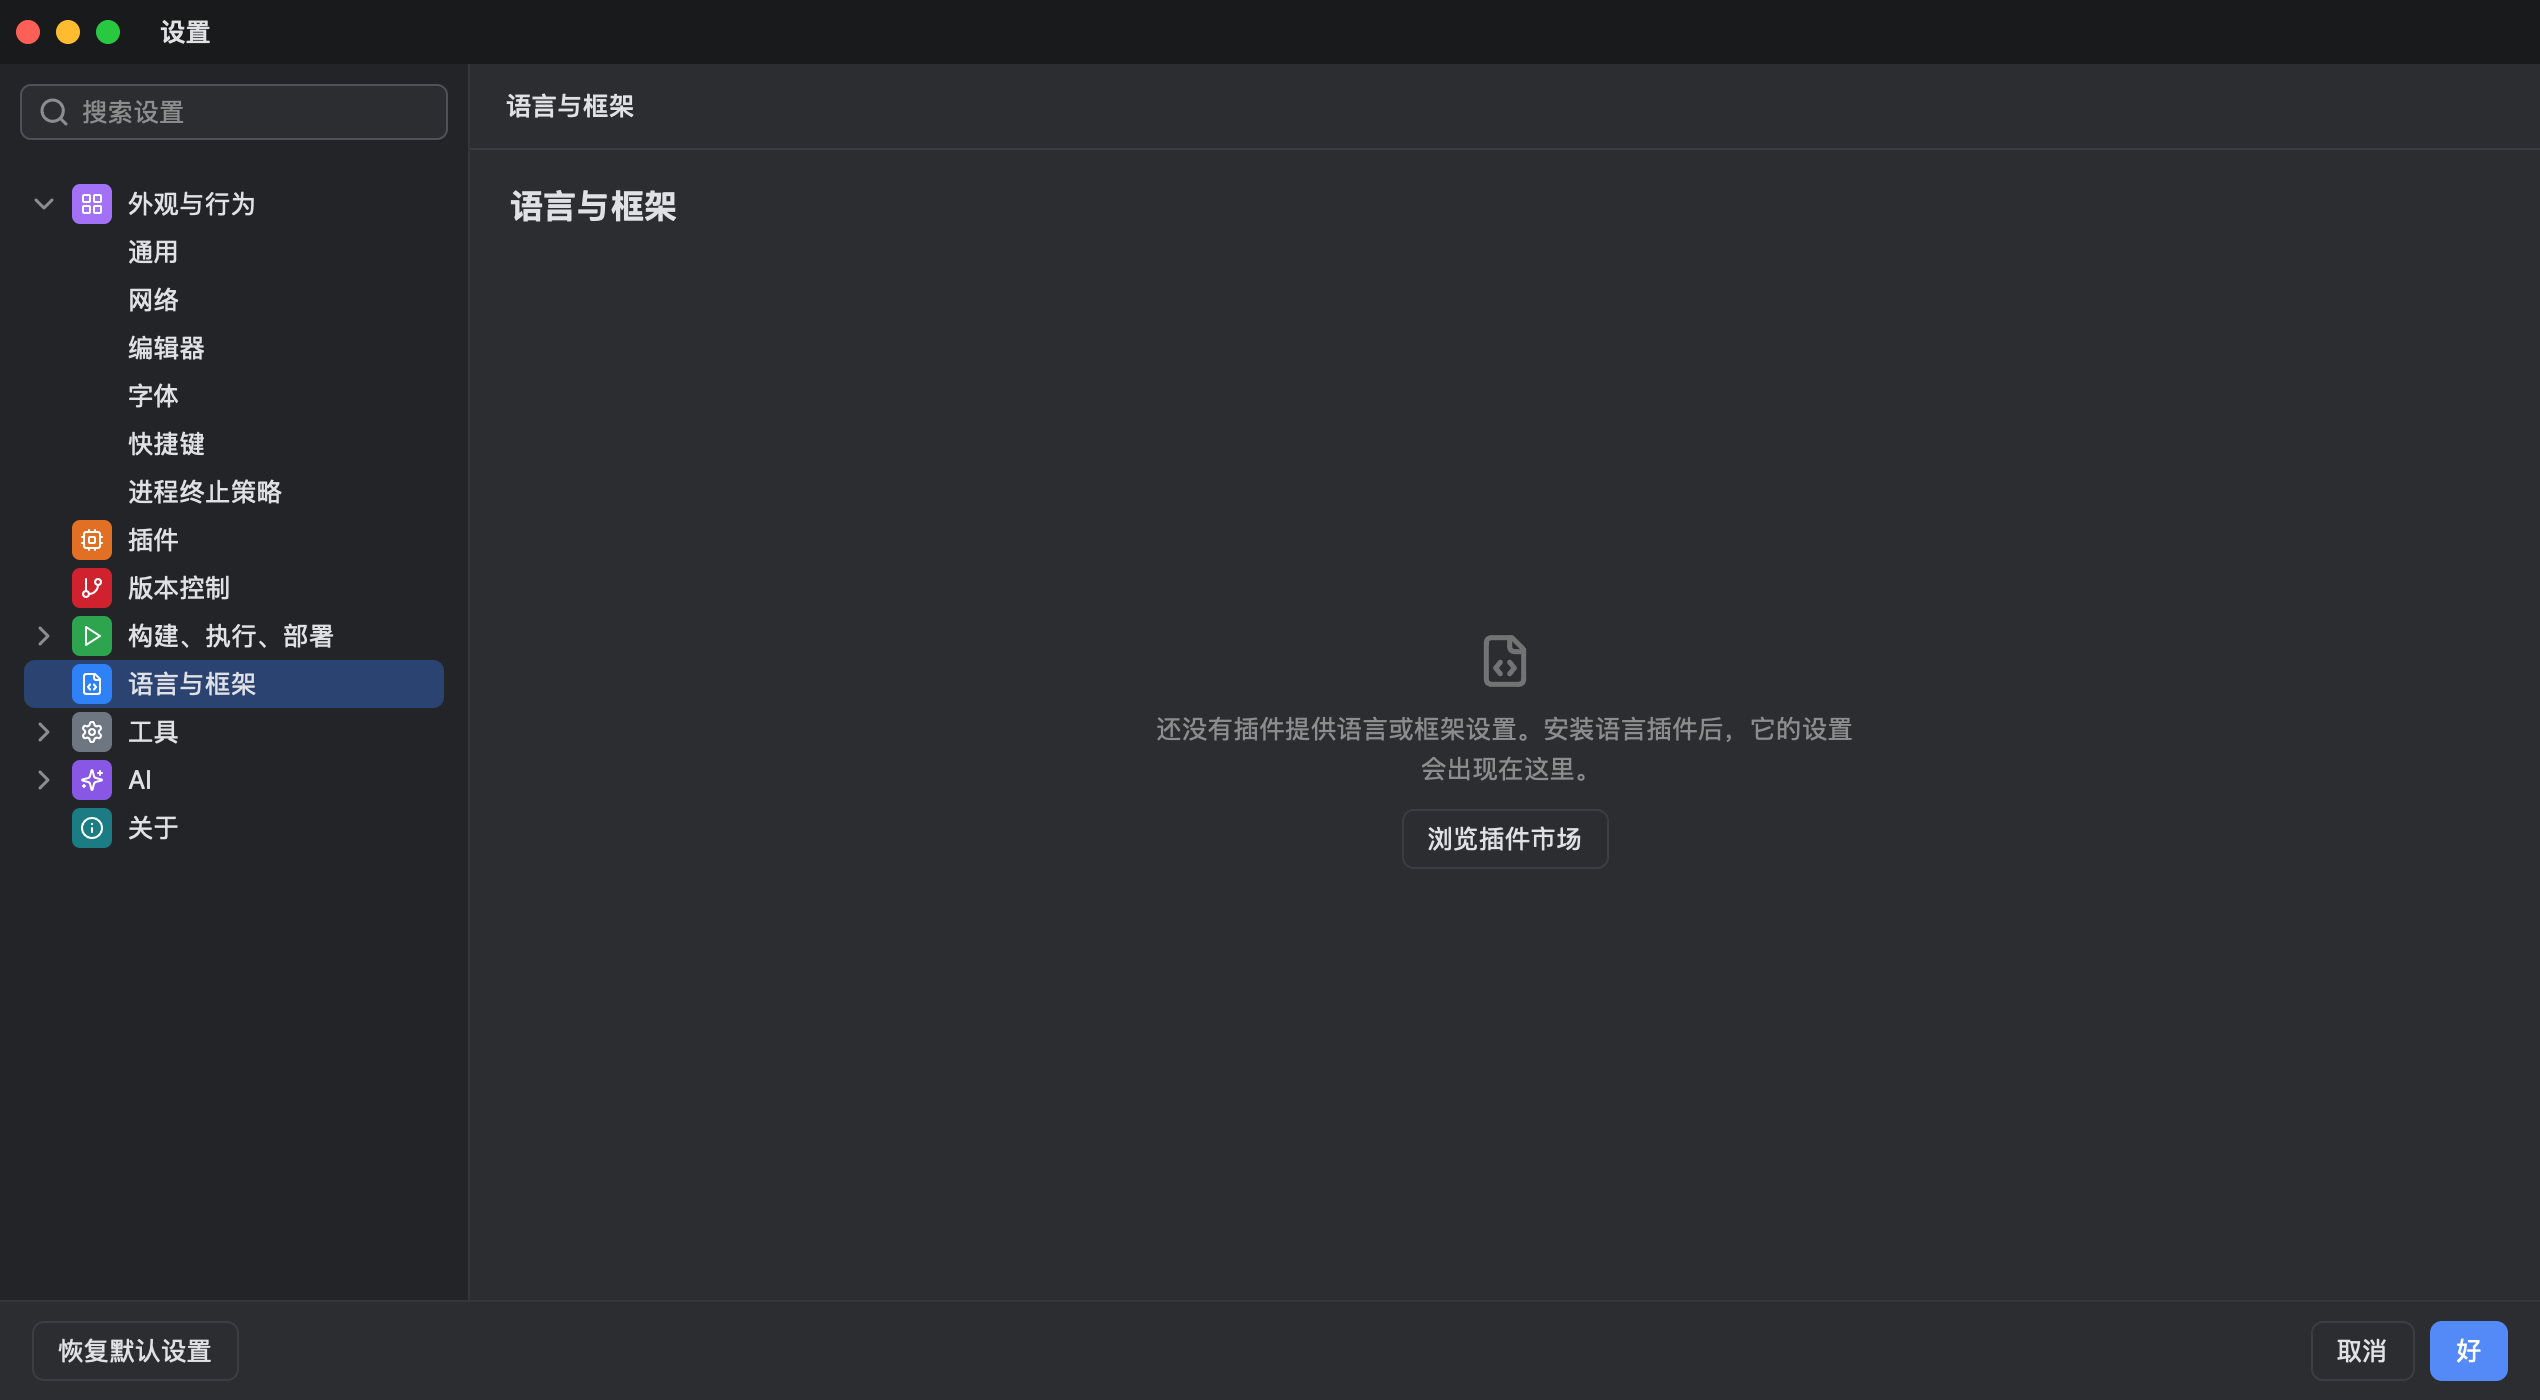 设置
搜索设置
外观与行为
通用
网络
编辑器
字体
快捷键
进程终止策略
插件
版本控制
构建、执行、部署
语言与框架
工具
AI
关于
语言与框架
语言与框架
还没有插件提供语言或框架设置。安装语言插件后，它的设置
会出现在这里。
浏览插件市场
恢复默认设置
取消
好